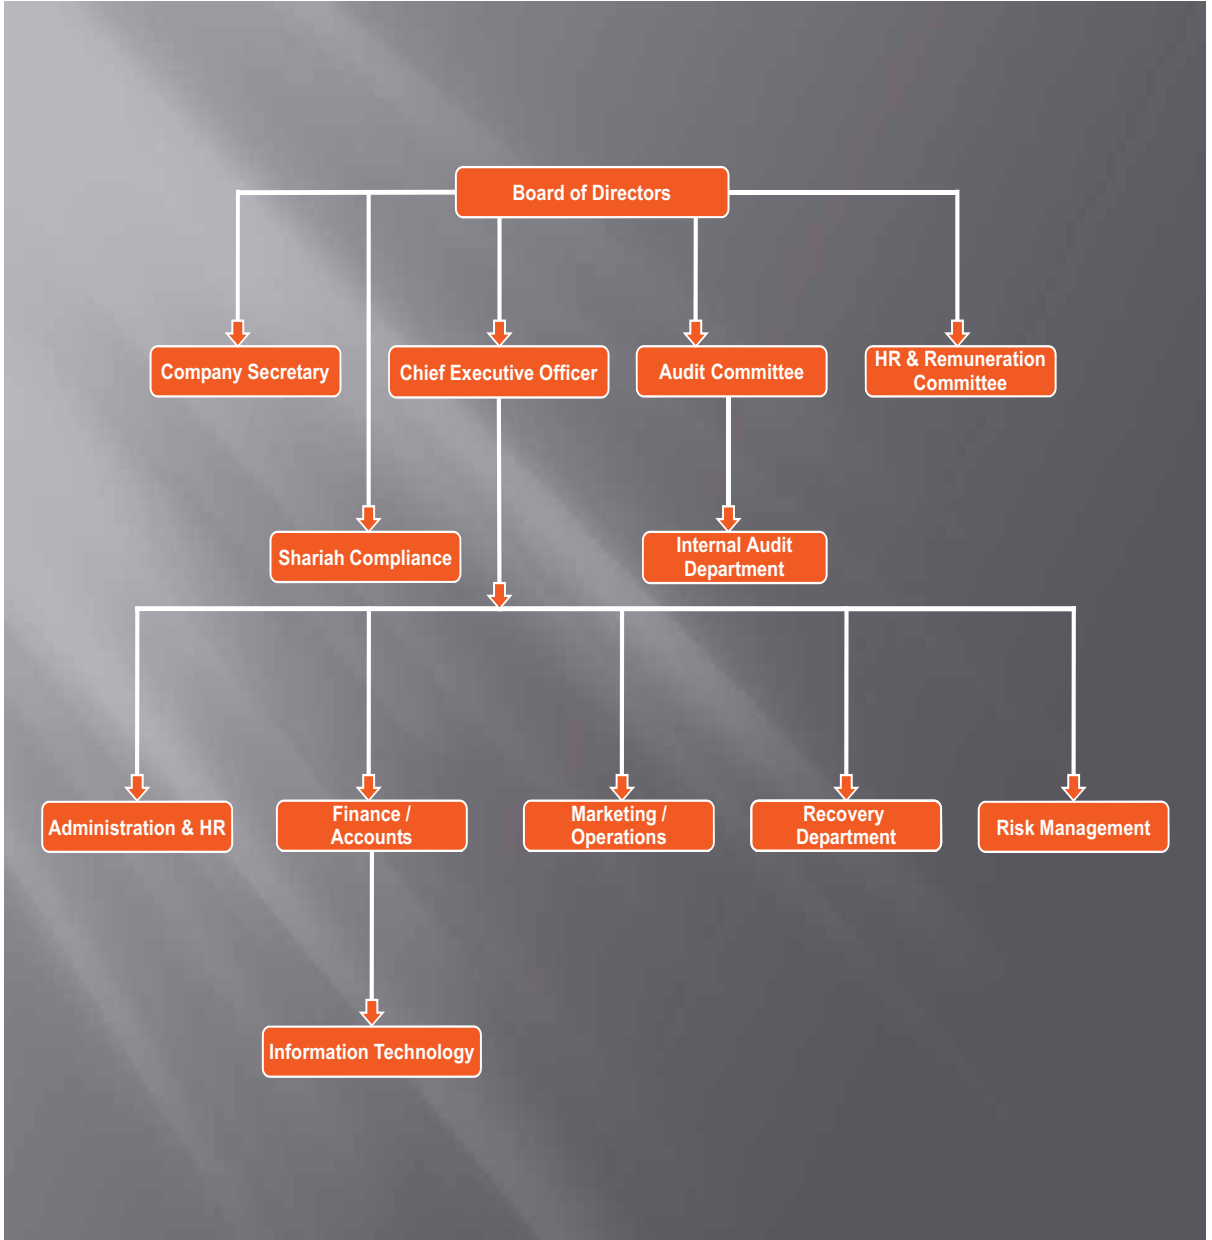 Board of Directors
Company Secretary
Chief Executive Officer
Audit Committee
HR & Remuneration
Committee
Shariah Compliance
Internal Audit
Department
Administration & HR
Finance /
Accounts
Marketing /
Operations
Recovery
Department
Risk Management
Information Technology